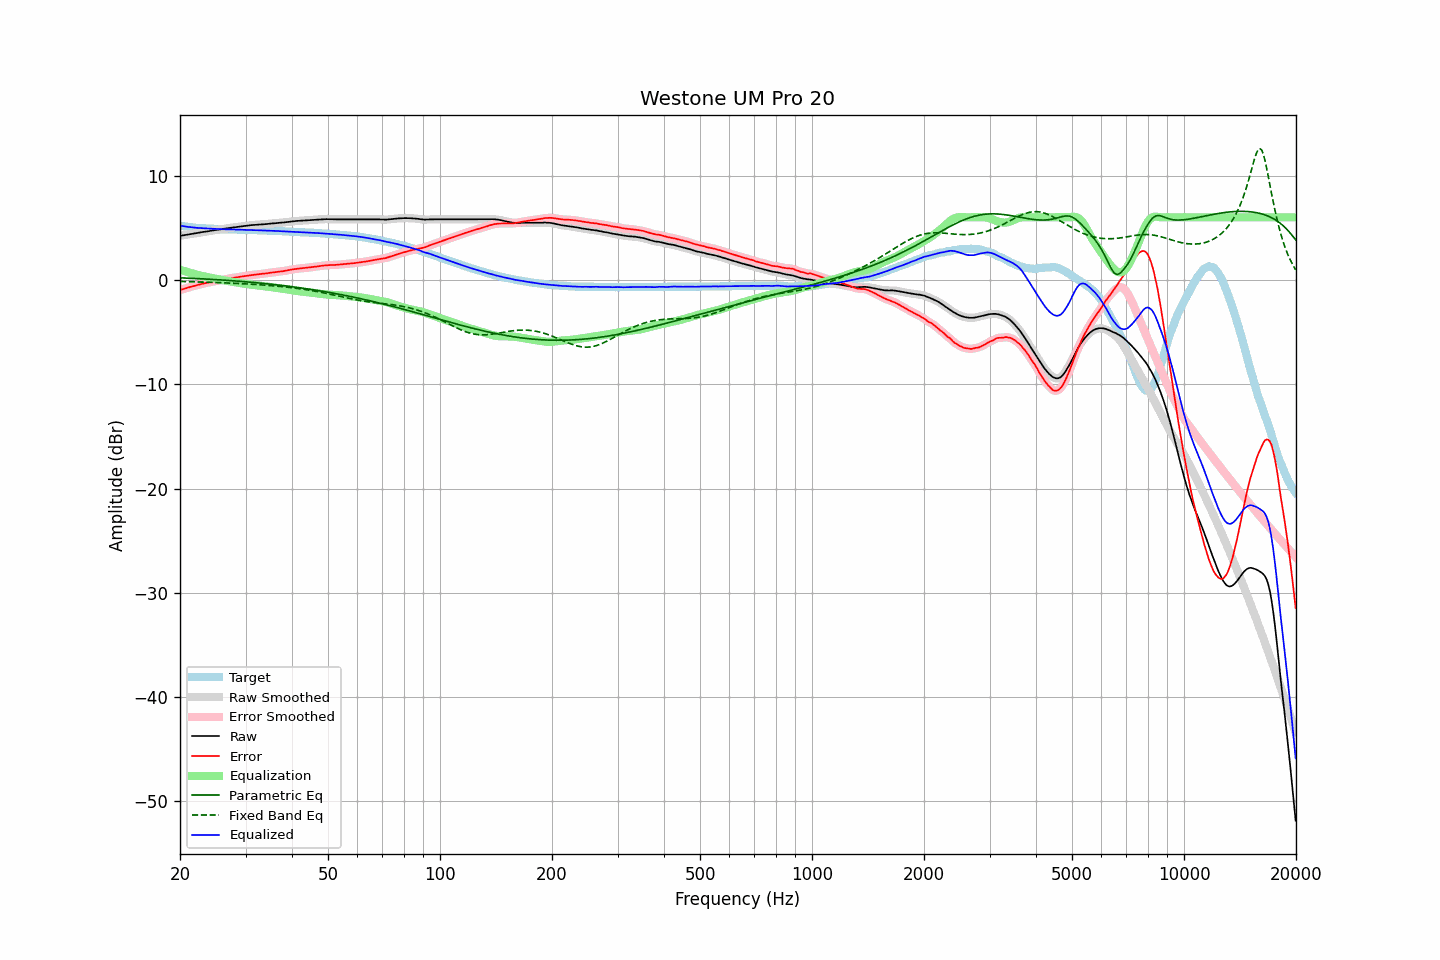 Westone UM Pro 20
10
0
−10
−20
−30
−40
−50
Amplitude (dBr)
Target
Raw Smoothed
Error Smoothed
Raw
Error
Equalization
Parametric Eq
Fixed Band Eq
Equalized
20 50 100 200 500 1000 2000 5000 10000 20000
Frequency (Hz)